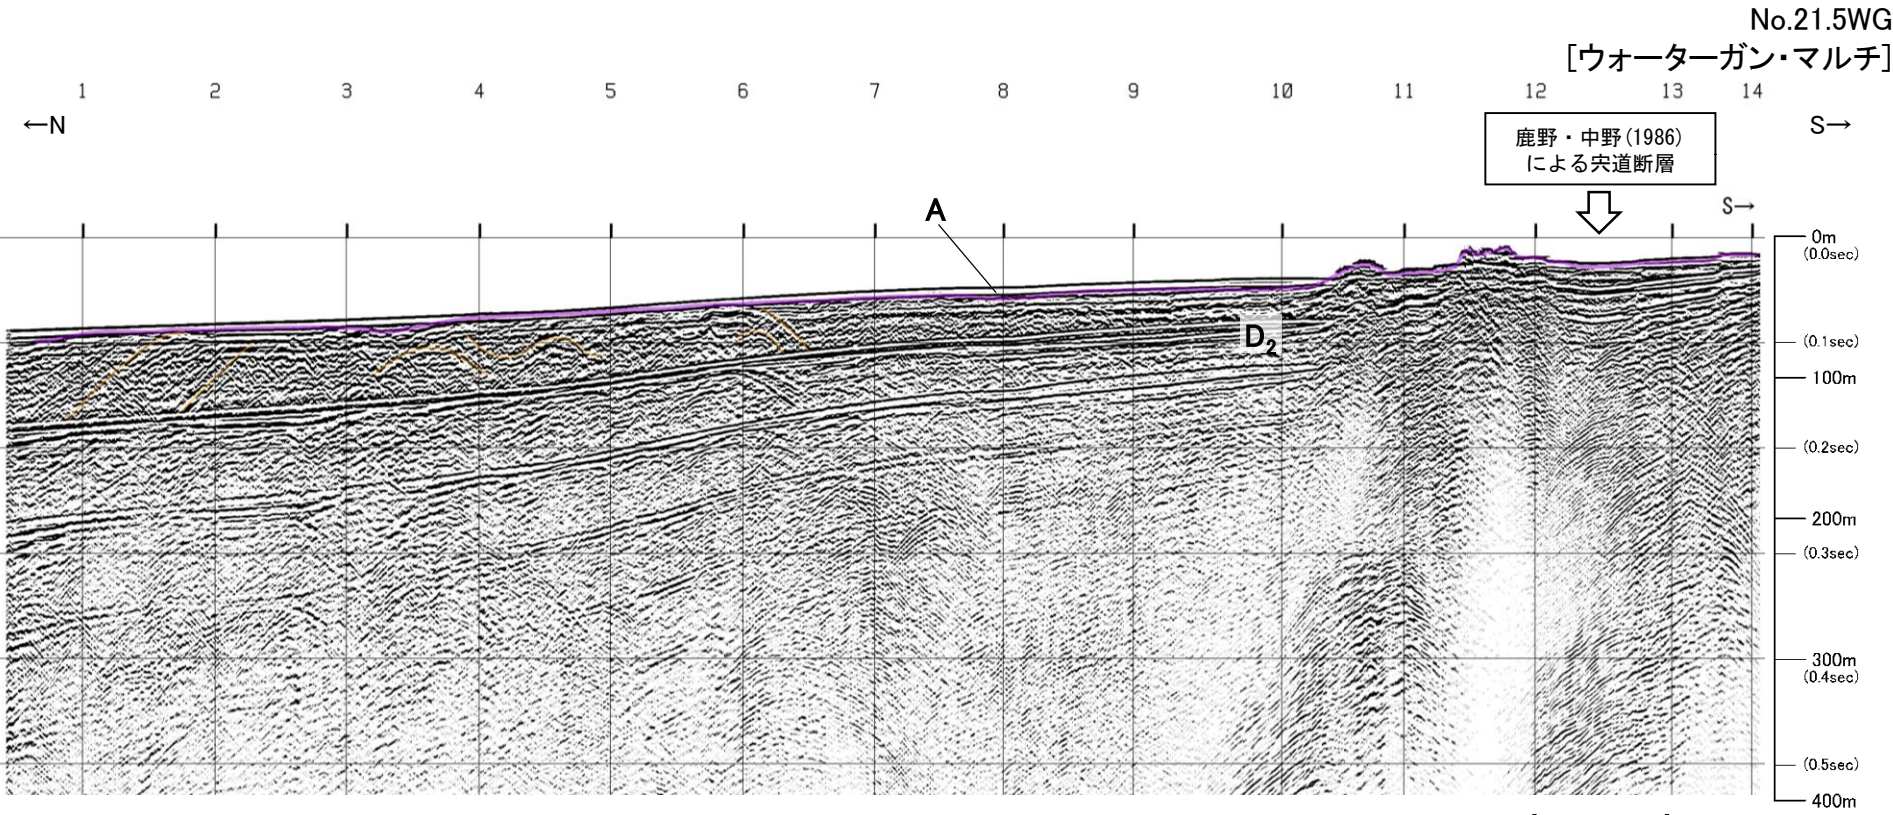 No.21.5WG
[ウォーターガン・マルチ]
1 2 3 4 5 6 7 8 9 10 11 12 13 14
←N
S→
鹿野・中野(1986)
による宍道断層
S→
A
D2
0m
(0.0sec)
(0.1sec)
100m
(0.2sec)
200m
(0.3sec)
300m
(0.4sec)
(0.5sec)
400m